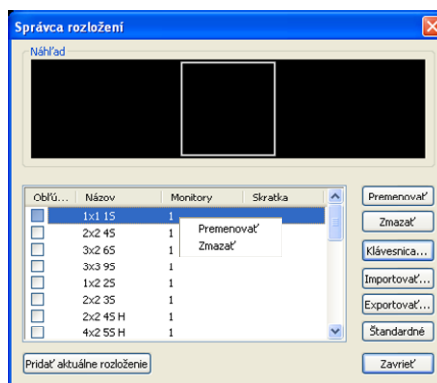 Správca rozložení
Náhľad
Obľú... Názov Monitory Skratka
1x1 1S 1
2x2 4S 1
3x2 6S 1
3x3 9S 1
1x2 2S 1
2x2 3S 1
2x2 4S H 1
4x2 5S H 1
Premenovať
Zmazať
Premenovať
Zmazať
Klávesnica...
Importovať...
Exportovať...
Štandardné
Pridať aktuálne rozloženie
Zavrieť